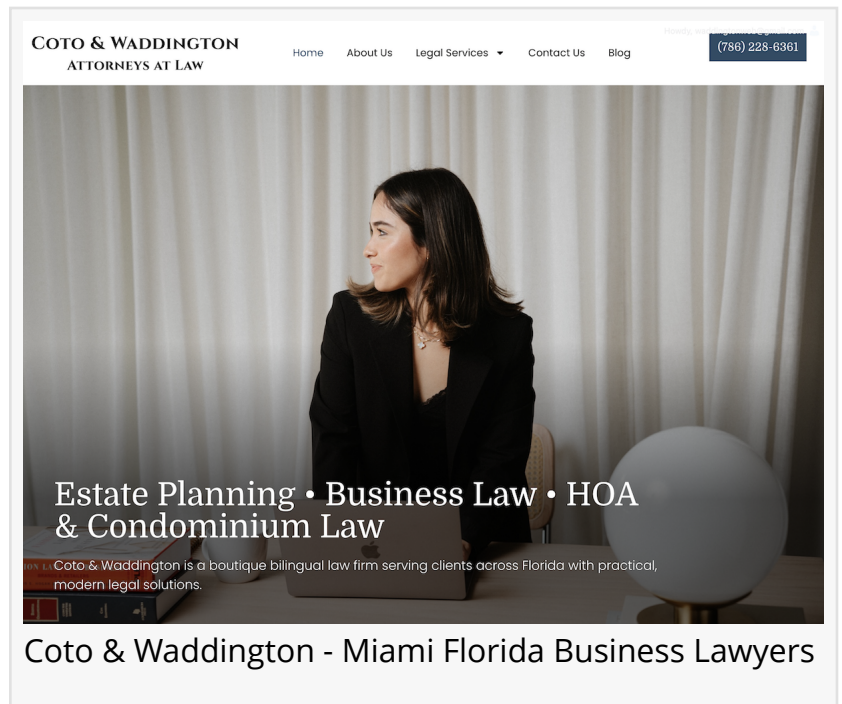 COTO & WADDINGTON
ATTORNEYS AT LAW
Home About Us Legal Services Contact Us Blog
(786) 228-6361
Estate Planning • Business Law • HOA
& Condominium Law
Coto & Waddington is a boutique bilingual law firm serving clients across Florida with practical,
modern legal solutions.
Coto & Waddington - Miami Florida Business Lawyers